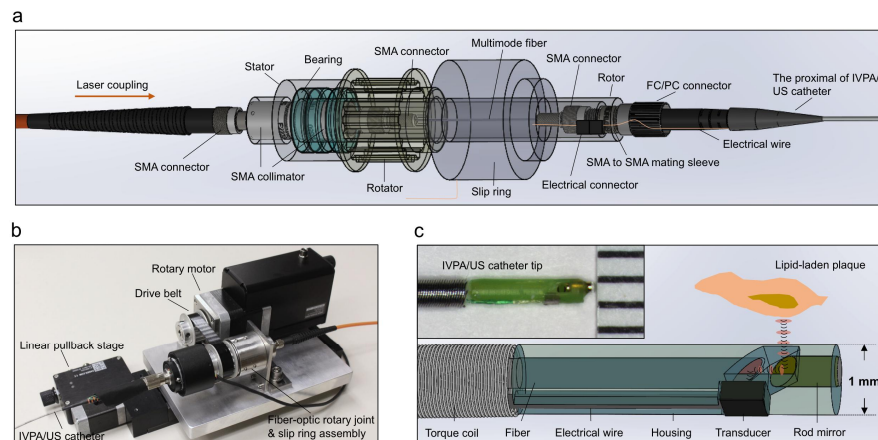 a
Laser coupling
SMA connector
Stator
Bearing
SMA collimator
SMA connector
Rotator
Multimode fiber
Slip ring
SMA connector
Rotor
FC/PC connector
Electrical connector
SMA to SMA mating sleeve
Electrical wire
The proximal of IVPA/
US catheter
b
Rotary motor
Drive belt
Linear pullback stage
IVPA/US catheter
Fiber-optic rotary joint
& slip ring assembly
c
IVPA/US catheter tip
Lipid-laden plaque
1 mm
Torque coil
Fiber
Electrical wire
Housing
Transducer
Rod mirror